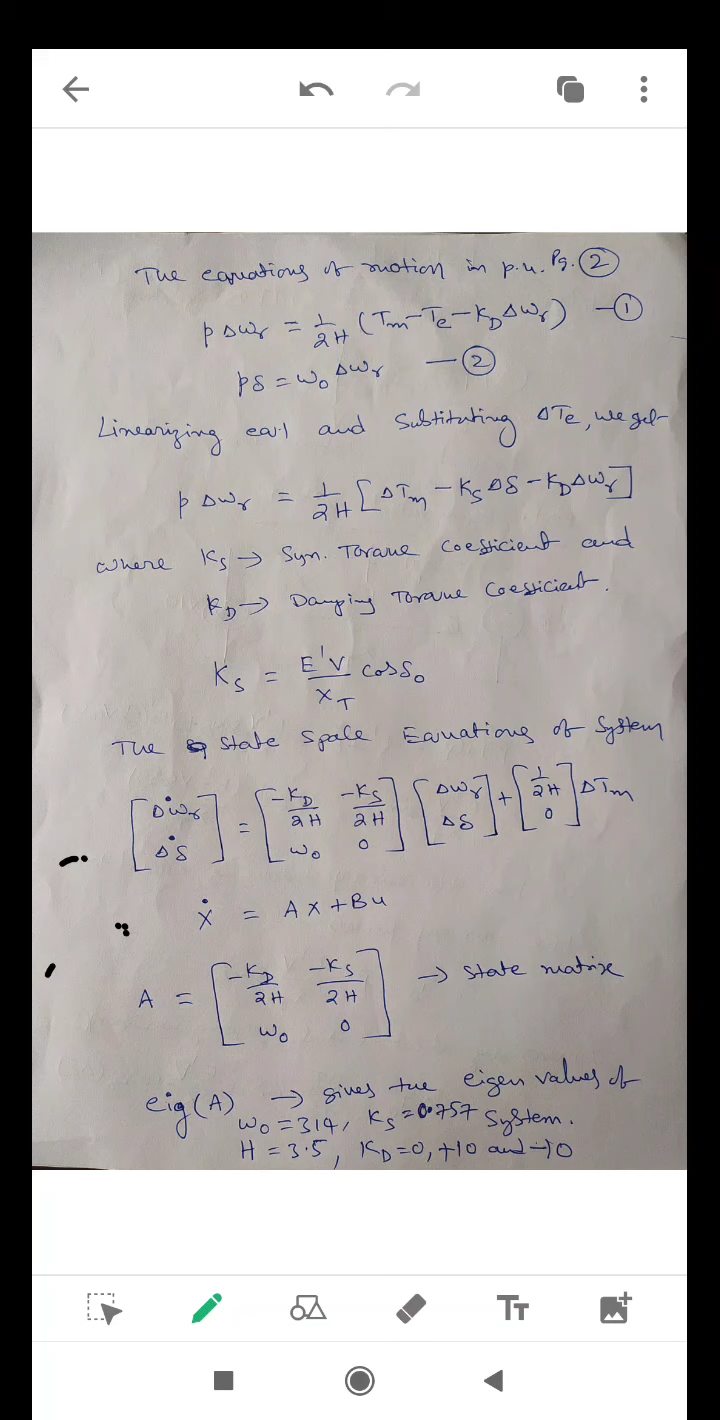 The equations of motion in p.u. Pg. ②
pΔωr = 1/2H (Tm - Te - KDΔωr) — ①
pδ = ω0 Δωr — ②
Linearizing eq.1 and Substituting ΔTe, we get
pΔωr = 1/2H [ΔTm - KSΔδ - KDΔωr]
where KS → Syn. Torque Coefficient and
KD → Damping Torque Coefficient.
KS = E'V/XT cosδ0
The State Space Equations of System
[Δω̇r Δδ̇] = [-KD/2H -KS/2H ω0 0] [Δωr Δδ] + [1/2H 0] ΔTm
Ẋ = AX + Bu
A = [-KD/2H -KS/2H ω0 0] → State matrix
eig(A) → gives the eigen values of
ω0 = 314, KS = 0.757 System.
H = 3.5, KD = 0, +10 and -10
TT